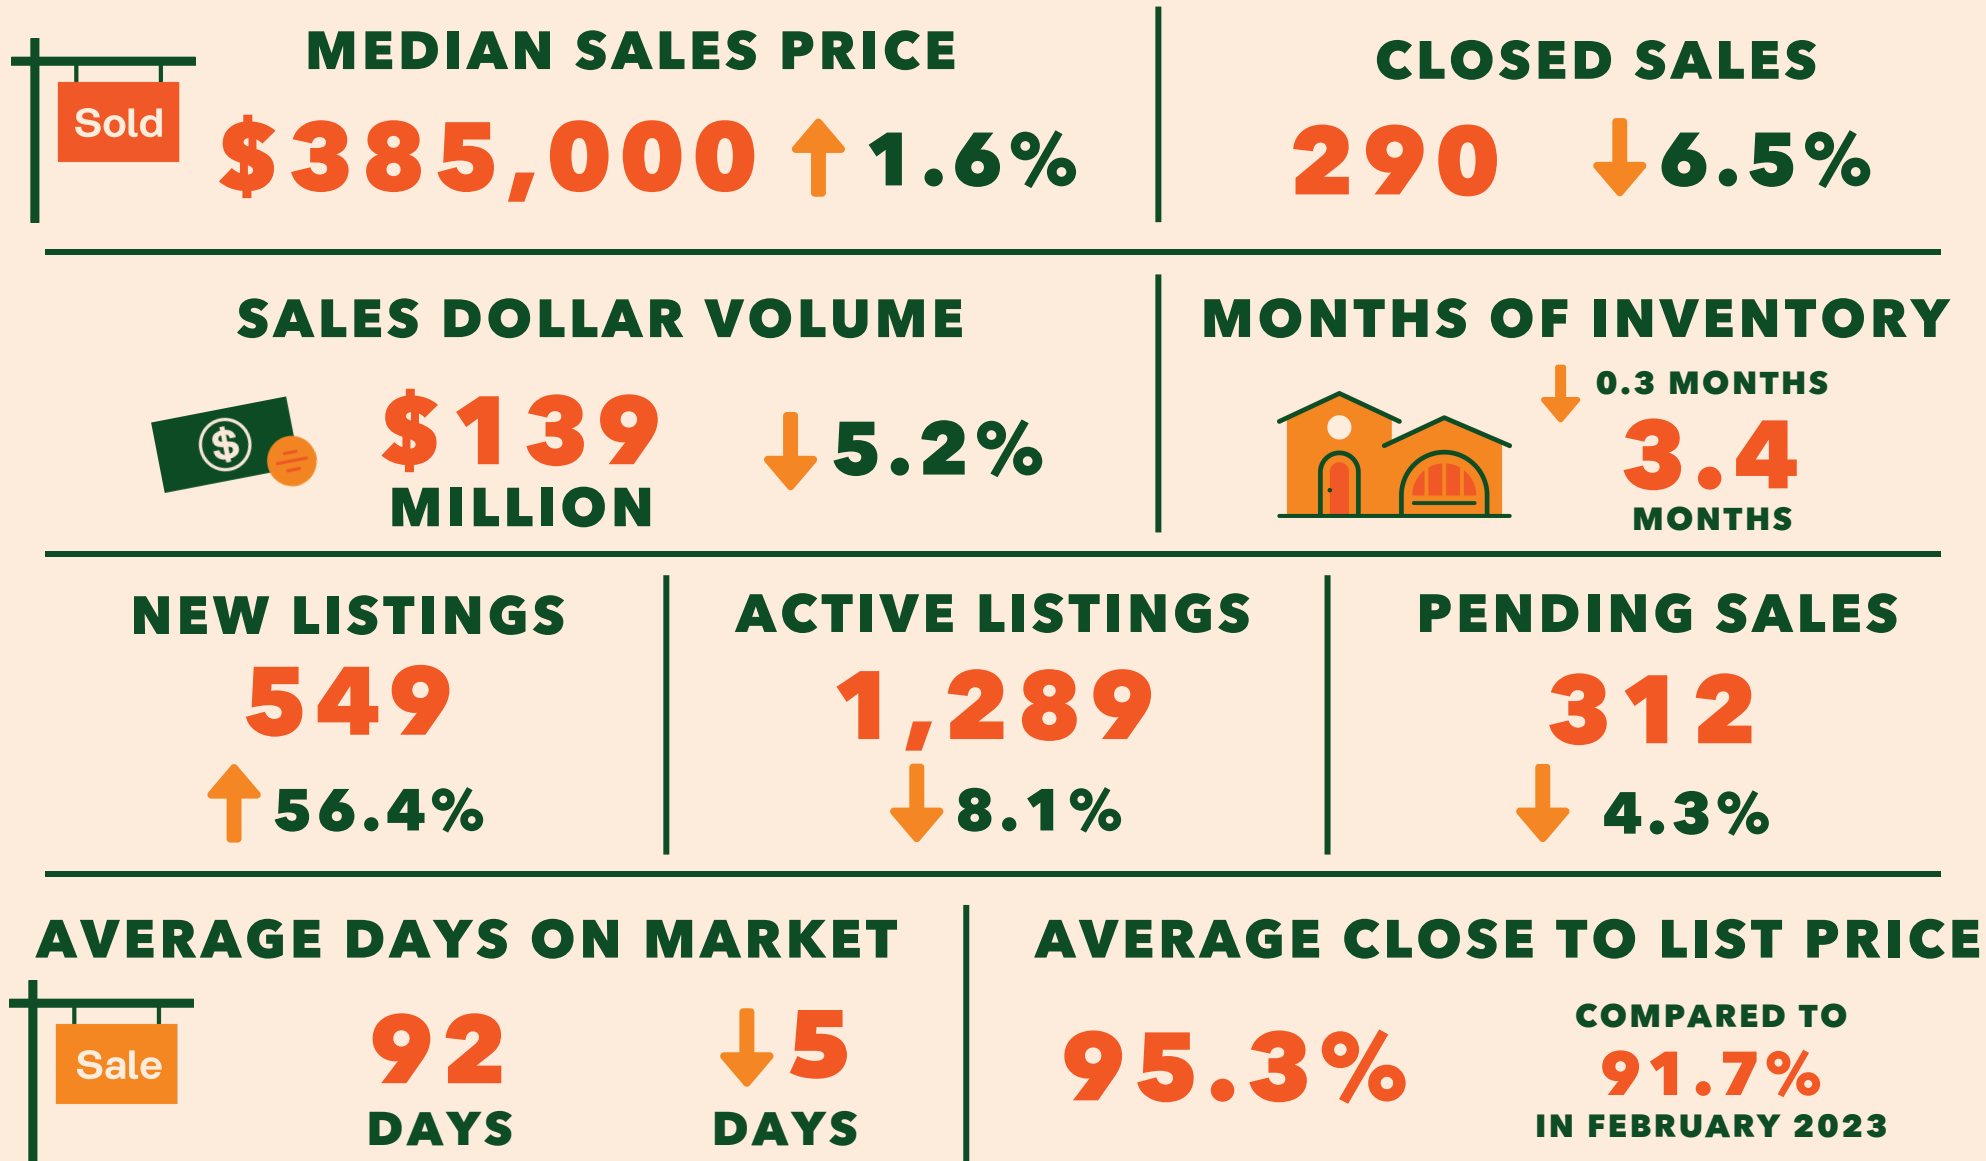 MEDIAN SALES PRICE
Sold
$385,000 1.6%
CLOSED SALES
290 6.5%
SALES DOLLAR VOLUME
$
$139
MILLION
5.2%
MONTHS OF INVENTORY
0.3 MONTHS
3.4
MONTHS
NEW LISTINGS
549
56.4%
ACTIVE LISTINGS
1,289
8.1%
PENDING SALES
312
4.3%
AVERAGE DAYS ON MARKET
Sale
92
DAYS
5
DAYS
AVERAGE CLOSE TO LIST PRICE
95.3%
COMPARED TO
91.7%
IN FEBRUARY 2023